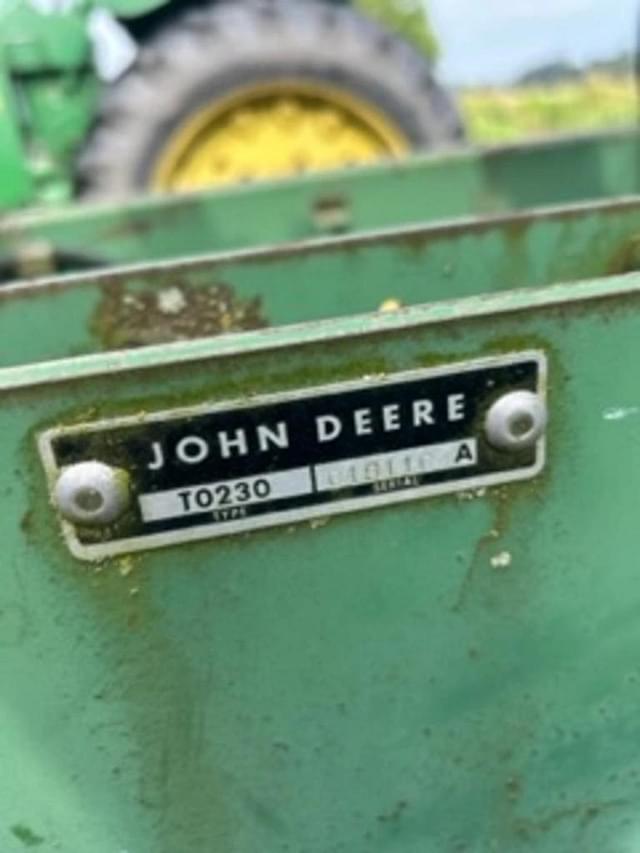 JOHN DEERE
T0230 A
TYPE SERIAL